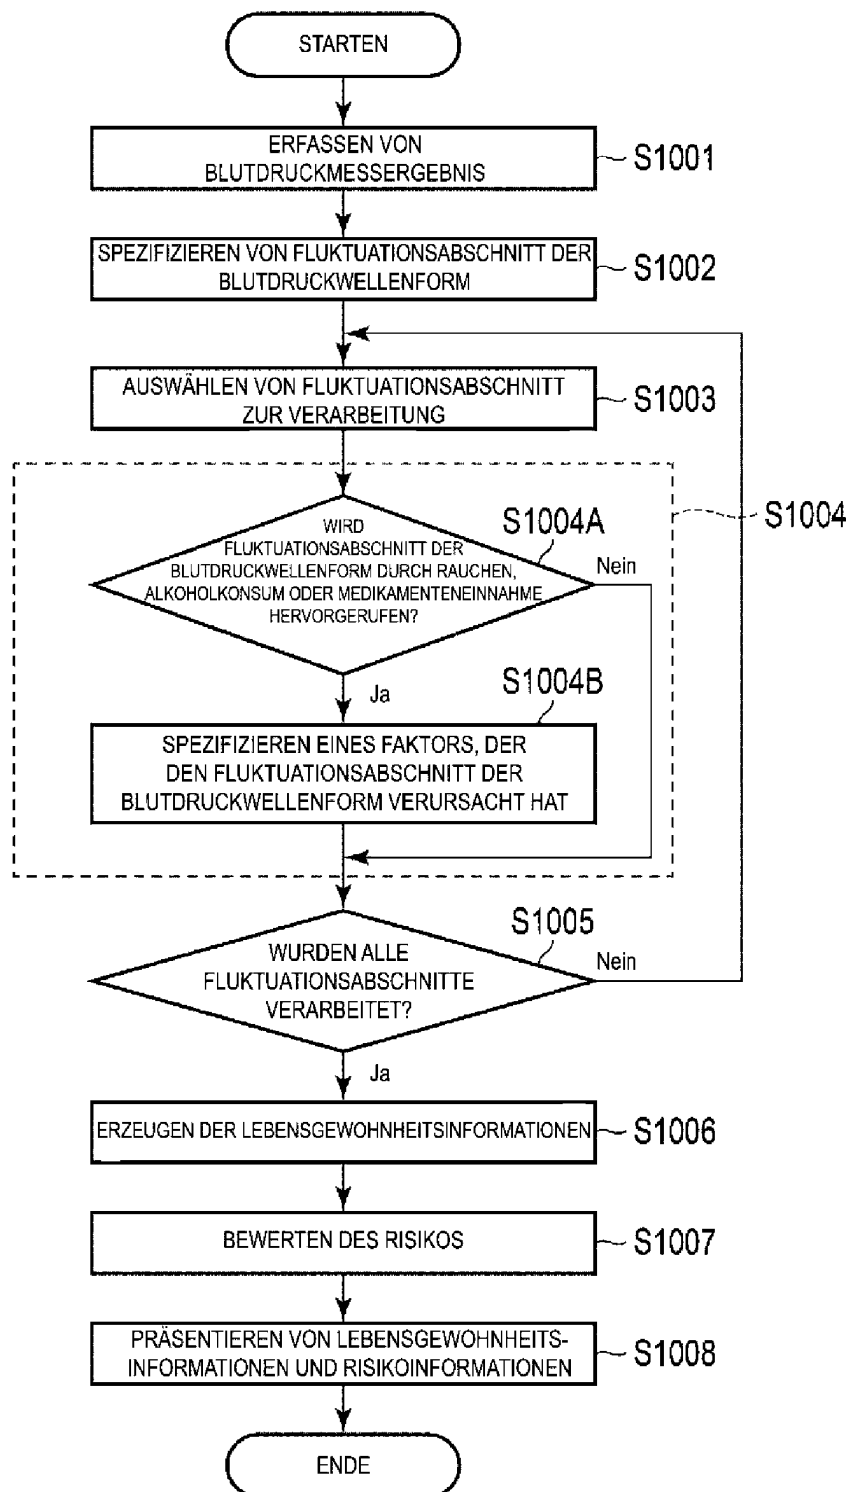 STARTEN
ERFASSEN VON
BLUTDRUCKMESSERGEBNIS
S1001
SPEZIFIZIEREN VON FLUKTUATIONSABSCHNITT DER
BLUTDRUCKWELLENFORM
S1002
AUSWÄHLEN VON FLUKTUATIONSABSCHNITT
ZUR VERARBEITUNG
S1003
S1004
S1004A
WIRD
FLUKTUATIONSABSCHNITT DER
BLUTDRUCKWELLENFORM DURCH RAUCHEN,
ALKOHOLKONSUM ODER MEDIKAMENTENEINNAHME
HERVORGERUFEN?
Nein
Ja
S1004B
SPEZIFIZIEREN EINES FAKTORS, DER
DEN FLUKTUATIONSABSCHNITT DER
BLUTDRUCKWELLENFORM VERURSACHT HAT
S1005
WURDEN ALLE
FLUKTUATIONSABSCHNITTE
VERARBEITET?
Nein
Ja
ERZEUGEN DER LEBENSGEWOHNHEITSINFORMATIONEN
S1006
BEWERTEN DES RISIKOS
S1007
PRÄSENTIEREN VON LEBENSGEWOHNHEITS-
INFORMATIONEN UND RISIKOINFORMATIONEN
S1008
ENDE